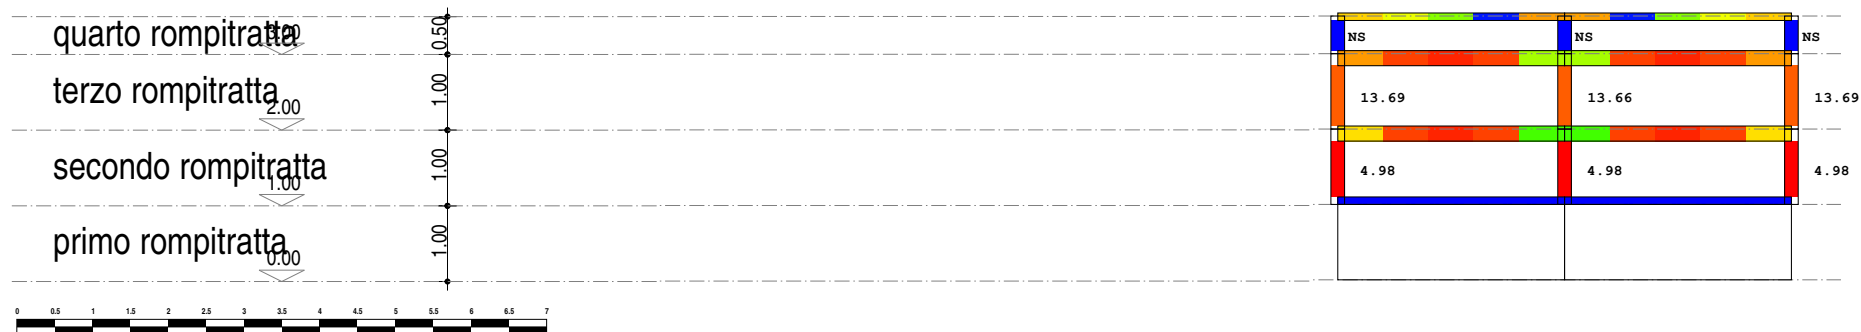 quarto rompitratta
3.00
0.50
NS NS NS
terzo rompitratta
2.00
1.00
13.69 13.66 13.69
secondo rompitratta
1.00
1.00
4.98 4.98 4.98
primo rompitratta
0.00
1.00
0 0.5 1 1.5 2 2.5 3 3.5 4 4.5 5 5.5 6 6.5 7